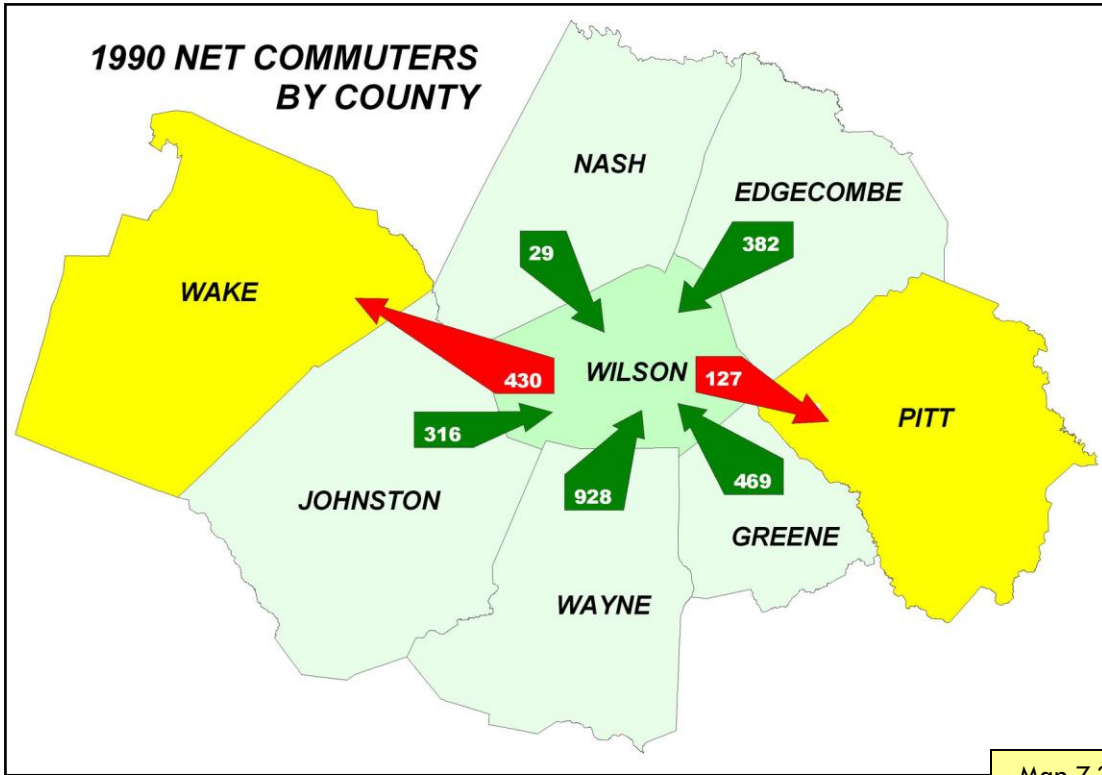 1990 NET COMMUTERS
BY COUNTY
NASH
EDGECOMBE
29
382
WAKE
WILSON
430
127
PITT
316
928
469
JOHNSTON
GREENE
WAYNE